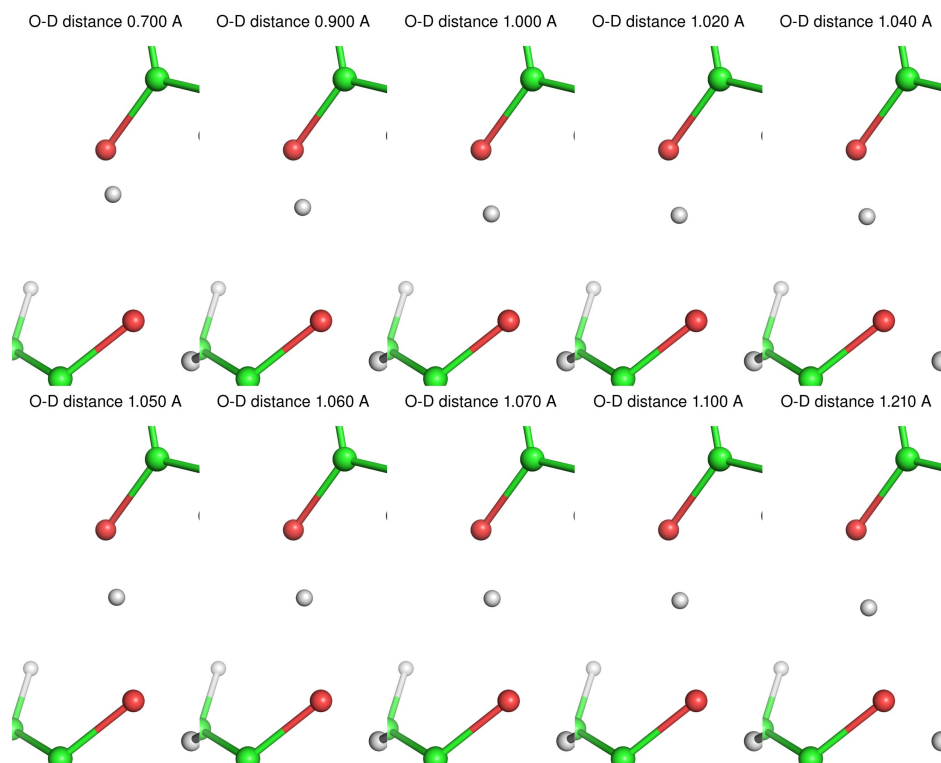 O-D distance 0.700 A
O-D distance 0.900 A
O-D distance 1.000 A
O-D distance 1.020 A
O-D distance 1.040 A
O-D distance 1.050 A
O-D distance 1.060 A
O-D distance 1.070 A
O-D distance 1.100 A
O-D distance 1.210 A